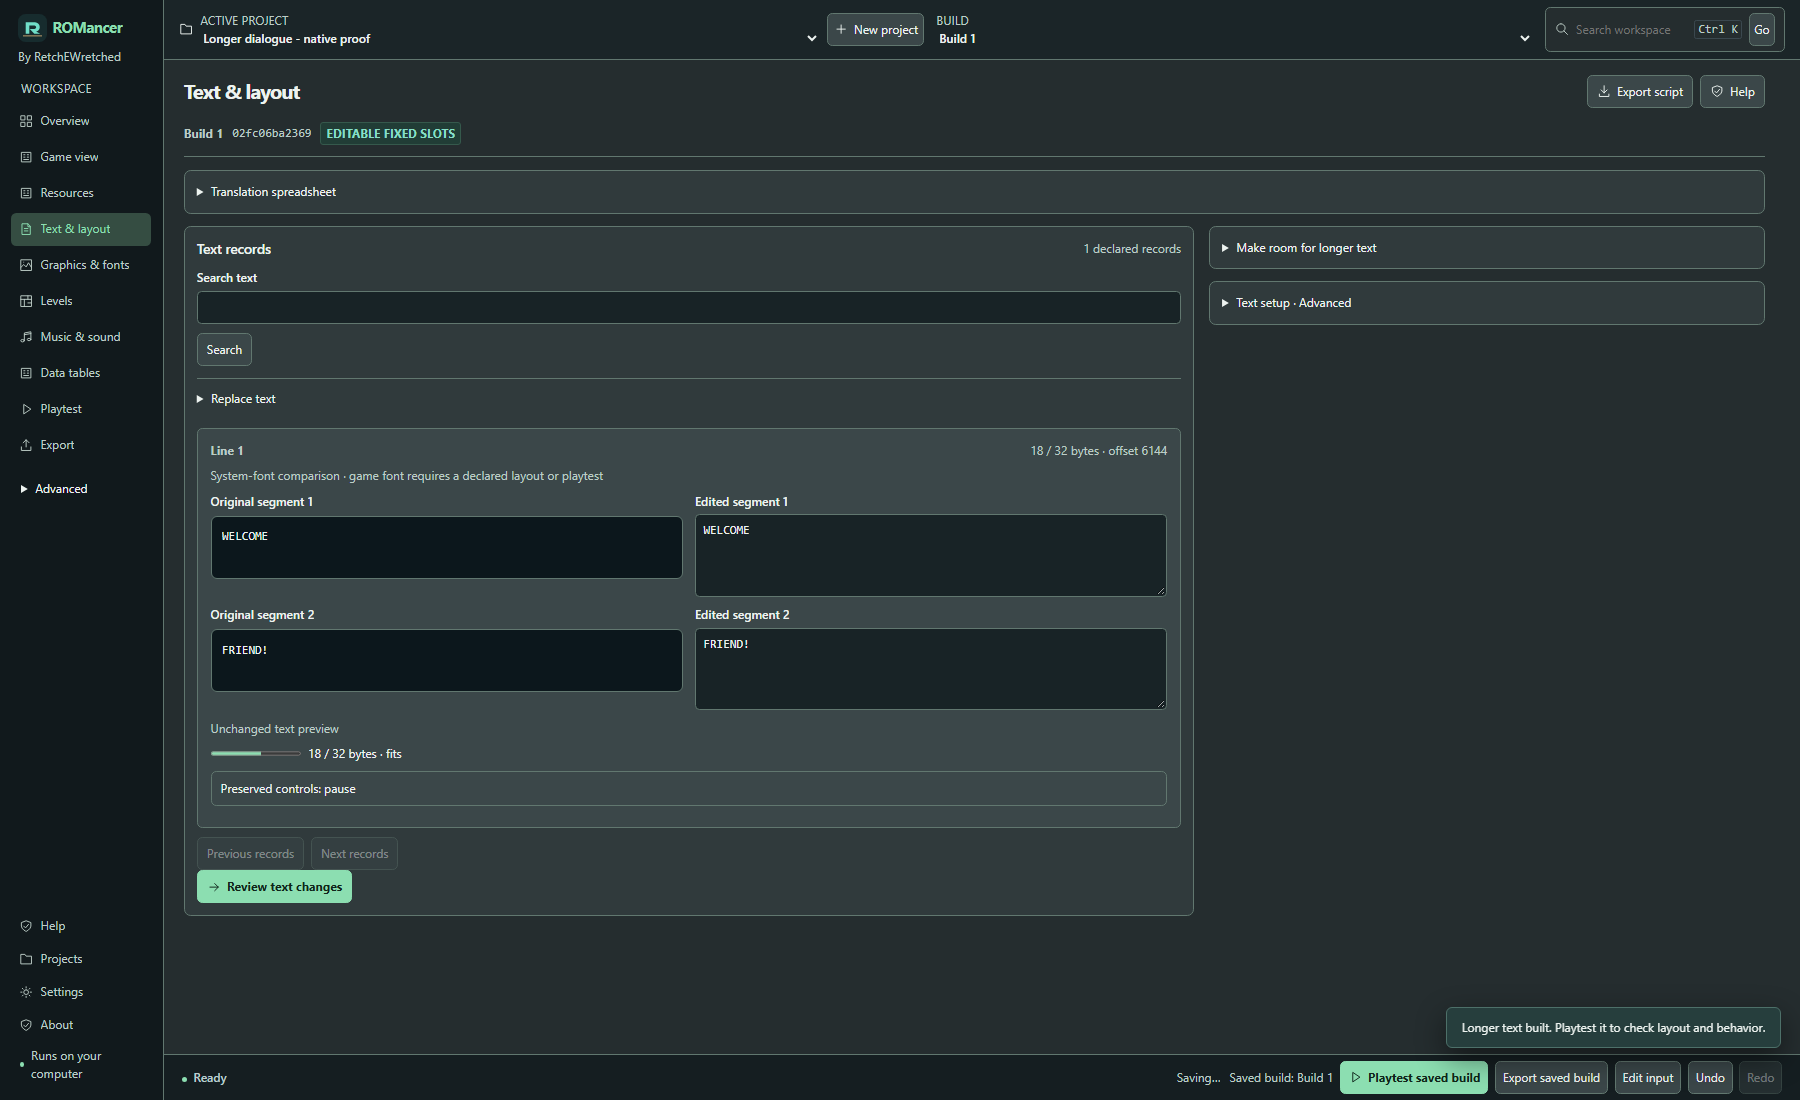 ROMancer
By RetchEWretched
WORKSPACE
Overview
Game view
Resources
Text & layout
Graphics & fonts
Levels
Music & sound
Data tables
Playtest
Export
Advanced
Help
Projects
Settings
About
Runs on your
computer
ACTIVE PROJECT
Longer dialogue - native proof
New project
BUILD
Build 1
Search workspace
Ctrl K
Go
Text & layout
Export script
Help
Build 1 02fc06ba2369 EDITABLE FIXED SLOTS
Translation spreadsheet
Text records
1 declared records
Search text
Search
Replace text
Line 1
18 / 32 bytes · offset 6144
System-font comparison · game font requires a declared layout or playtest
Original segment 1
Edited segment 1
WELCOME
WELCOME
Original segment 2
Edited segment 2
FRIEND!
FRIEND!
Unchanged text preview
18 / 32 bytes · fits
Preserved controls: pause
Previous records
Next records
Review text changes
Make room for longer text
Text setup · Advanced
Longer text built. Playtest it to check layout and behavior.
Ready
Saving... Saved build: Build 1
Playtest saved build
Export saved build
Edit input
Undo
Redo